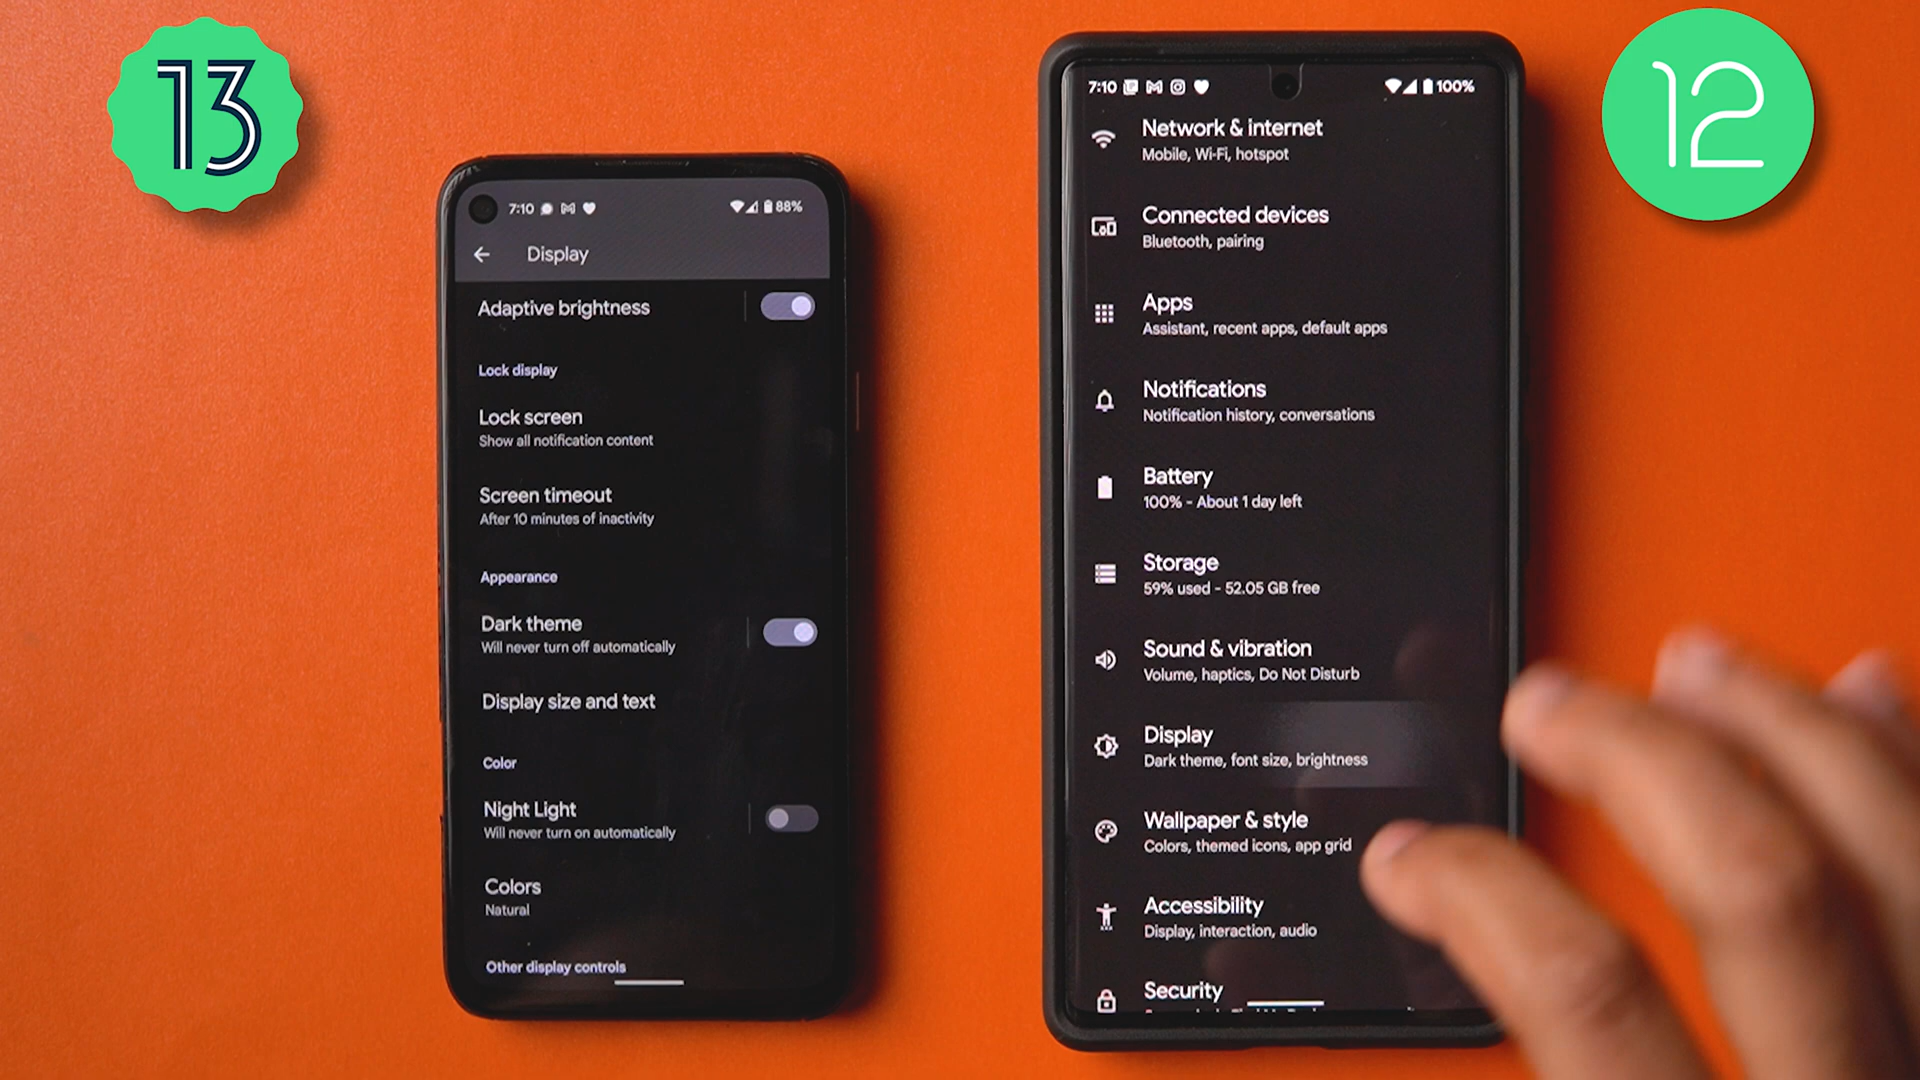 13
7:10
88%
Display
Adaptive brightness
Lock display
Lock screen
Show all notification content
Screen timeout
After 10 minutes of inactivity
Appearance
Dark theme
Will never turn off automatically
Display size and text
Color
Night Light
Will never turn on automatically
Colors
Natural
Other display controls
12
7:10
100%
Network & internet
Mobile, Wi-Fi, hotspot
Connected devices
Bluetooth, pairing
Apps
Assistant, recent apps, default apps
Notifications
Notification history, conversations
Battery
100% - About 1 day left
Storage
59% used - 52.05 GB free
Sound & vibration
Volume, haptics, Do Not Disturb
Display
Dark theme, font size, brightness
Wallpaper & style
Colors, themed icons, app grid
Accessibility
Display, interaction, audio
Security